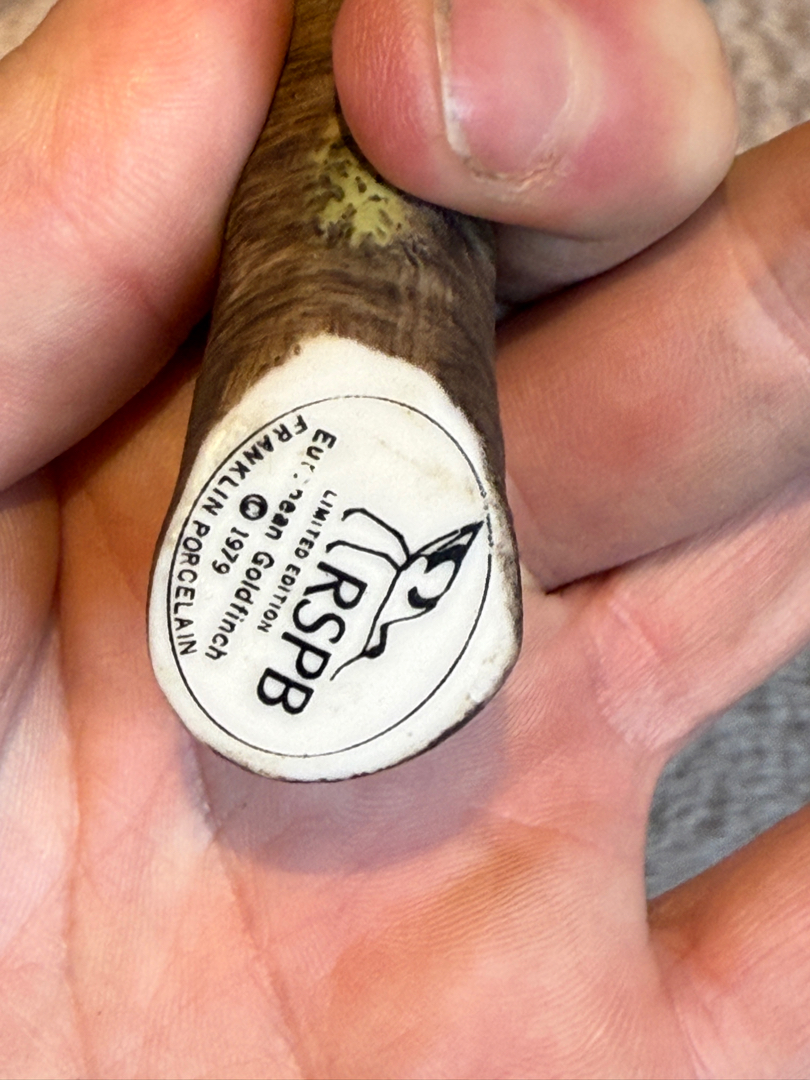 RSPB
LIMITED EDITION
European Goldfinch
© 1979
FRANKLIN PORCELAIN